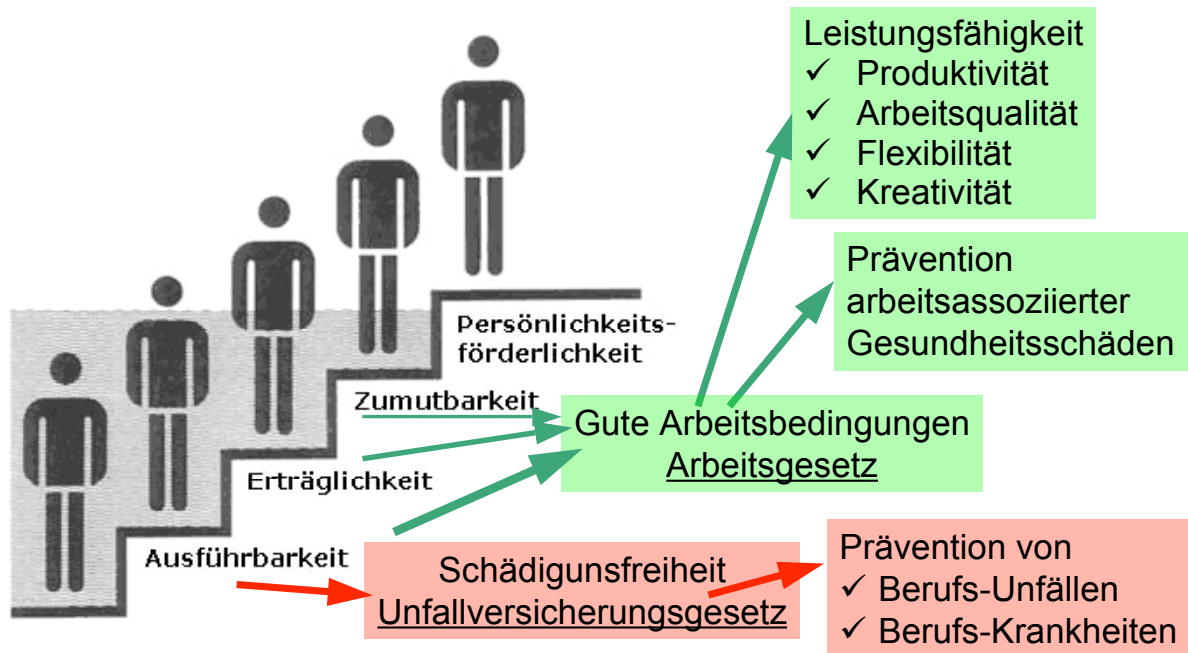 Leistungsfähigkeit
✓ Produktivität
✓ Arbeitsqualität
✓ Flexibilität
✓ Kreativität
Prävention
arbeitsassoziierter
Gesundheitsschäden
Persönlichkeits-
förderlichkeit
Zumutbarkeit
Gute Arbeitsbedingungen
Arbeitsgesetz
Erträglichkeit
Ausführbarkeit
Schädigunsfreiheit
Unfallversicherungsgesetz
Prävention von
✓ Berufs-Unfällen
✓ Berufs-Krankheiten